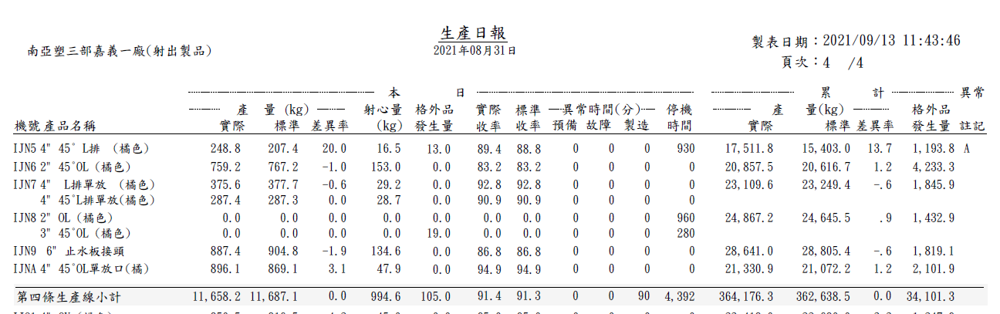 生產日報
南亞塑三部嘉義一廠(射出製品)
2021年08月31日
製表日期：2021/09/13 11:43:46
頁次：4 /4
本 日 累 計 異常
產 量 (kg) 射心量 格外品 實際 標準 異常時間(分) 停機 產 量(kg) 格外品
機號 產品名稱 實際 標準 差異率 (kg) 發生量 收率 收率 預備 故障 製造 時間 實際 標準 差異率 發生量 註記
IJN5 4" 45° L排 (橘色) 248.8 207.4 20.0 16.5 13.0 89.4 88.8 0 0 0 930 17,511.8 15,403.0 13.7 1,193.8 A
IJN6 2" 45°OL (橘色) 759.2 767.2 -1.0 153.0 0.0 83.2 83.2 0 0 0 0 20,857.5 20,616.7 1.2 4,233.3
IJN7 4" L排單放 (橘色) 375.6 377.7 -0.6 29.2 0.0 92.8 92.8 0 0 0 0 23,109.6 23,249.4 -.6 1,845.9
4" 45°L排單放(橘色) 287.4 287.3 0.0 28.7 0.0 90.9 90.9 0 0 0 0
IJN8 2" OL (橘色) 0.0 0.0 0.0 0.0 0.0 0.0 0.0 0 0 0 960 24,867.2 24,645.5 .9 1,432.9
3" 45°OL (橘色) 0.0 0.0 0.0 0.0 19.0 0.0 0.0 0 0 0 280
IJN9 6" 止水板接頭 887.4 904.8 -1.9 134.6 0.0 86.8 86.8 0 0 0 0 28,641.0 28,805.4 -.6 1,819.1
IJNA 4" 45°OL單放口(橘) 896.1 869.1 3.1 47.9 0.0 94.9 94.9 0 0 0 0 21,330.9 21,072.2 1.2 2,101.9
第四條生產線小計 11,658.2 11,687.1 0.0 994.6 105.0 91.4 91.3 0 0 90 4,392 364,176.3 362,638.5 0.0 34,101.3